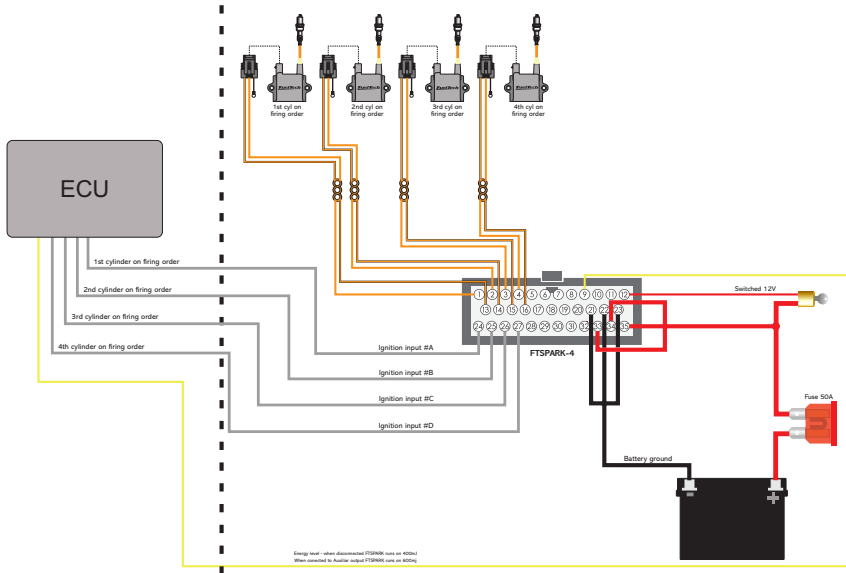 FuelTech FuelTech FuelTech FuelTech
1st cyl on
firing order
2nd cyl on
firing order
3rd cyl on
firing order
4th cyl on
firing order
ECU
1st cylinder on firing order
2nd cylinder on firing order
3rd cylinder on firing order
4th cylinder on firing order
1 2 3 4 5 6 7 8 9 10 11 12
13 14 15 16 17 18 19 20 21 22 23
24 25 26 27 28 29 30 31 32 33 34 35
FTSPARK-4
Switched 12V
Ignition input #A
Ignition input #B
Ignition input #C
Ignition input #D
Fuse 50A
Battery ground
Energy level - when disconnected FTSPARK runs on 400mJ
When conected to Auxiliar output FTSPARK runs on 600mj